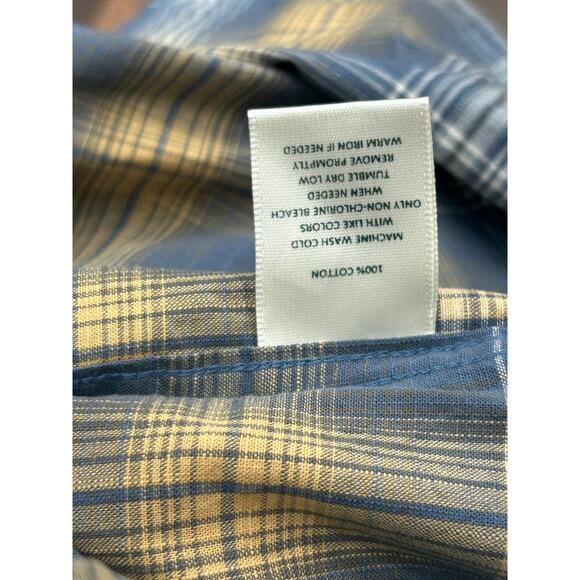 100% COTTON
MACHINE WASH COLD
WITH LIKE COLORS
ONLY NON-CHLORINE BLEACH
WHEN NEEDED
TUMBLE DRY LOW
REMOVE PROMPTLY
WARM IRON IF NEEDED